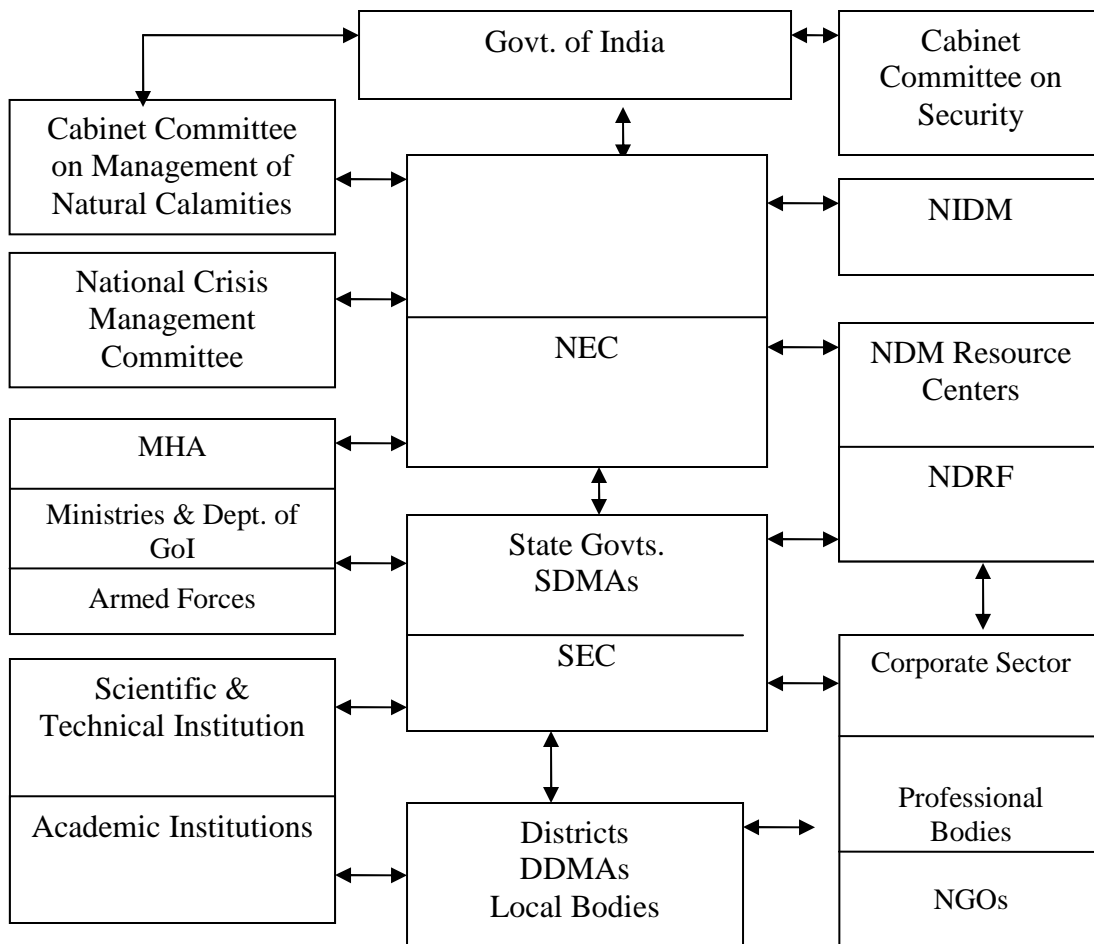 Govt. of India
Cabinet
Committee on
Security
Cabinet Committee
on Management of
Natural Calamities
NIDM
National Crisis
Management
Committee
NEC
NDM Resource
Centers
MHA
NDRF
Ministries & Dept. of
GoI
Armed Forces
State Govts.
SDMAs
SEC
Corporate Sector
Scientific &
Technical Institution
Academic Institutions
Districts
DDMAs
Local Bodies
Professional
Bodies
NGOs